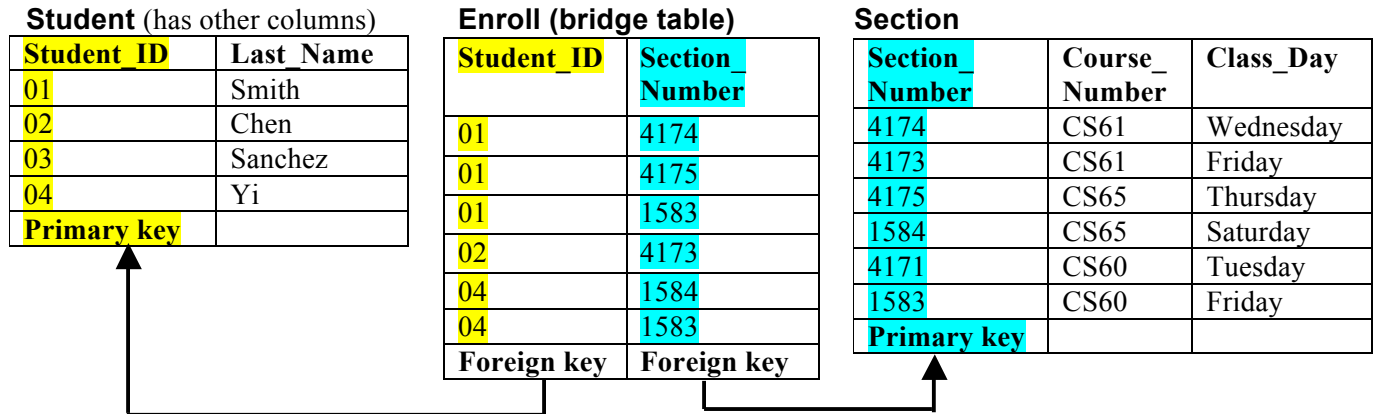 Student (has other columns)
Student_ID Last_Name
01 Smith
02 Chen
03 Sanchez
04 Yi
Primary key
Enroll (bridge table)
Student_ID Section_
Number
01 4174
01 4175
01 1583
02 4173
04 1584
04 1583
Foreign key Foreign key
Section
Section_ Course_ Class_Day
Number Number
4174 CS61 Wednesday
4173 CS61 Friday
4175 CS65 Thursday
1584 CS65 Saturday
4171 CS60 Tuesday
1583 CS60 Friday
Primary key